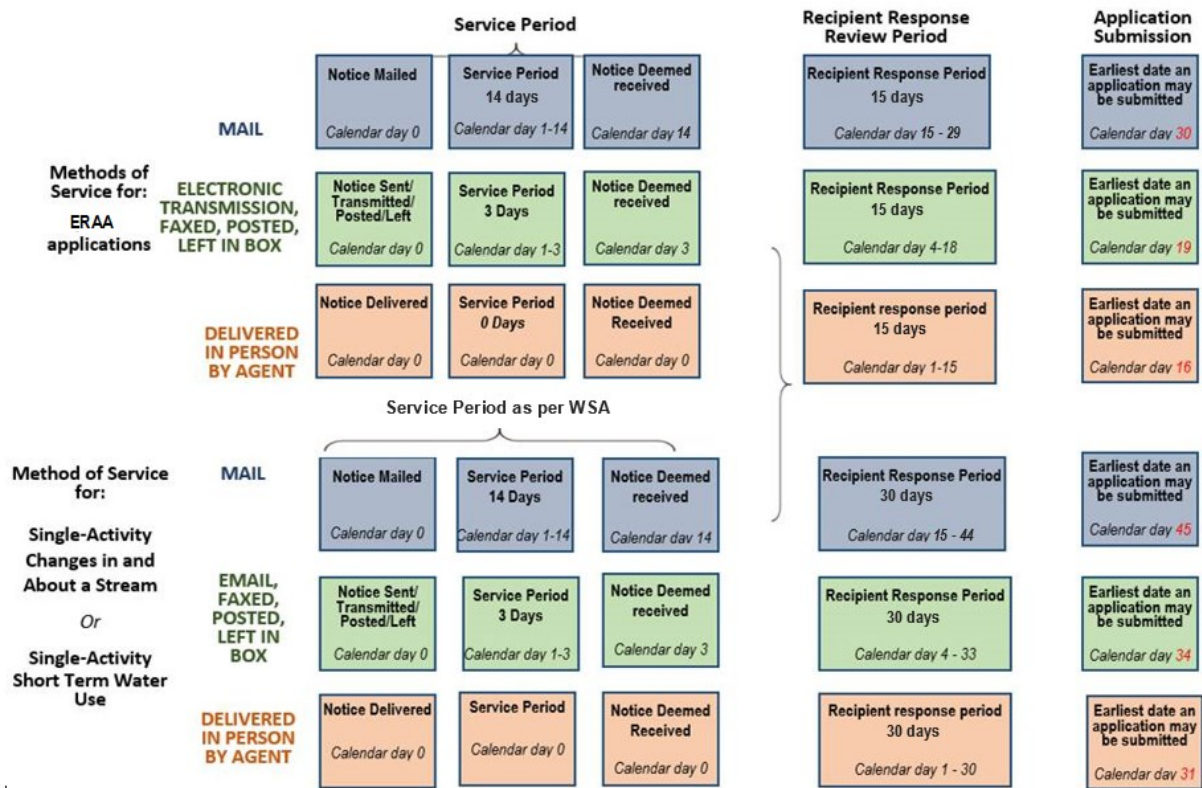 Service Period
Recipient Response
Review Period
Application
Submission
Methods of
Service for:
ERAA
applications
MAIL
Notice Mailed
Calendar day 0
Service Period
14 days
Calendar day 1-14
Notice Deemed
received
Calendar day 14
Recipient Response Period
15 days
Calendar day 15 - 29
Earliest date an
application may
be submitted
Calendar day 30
ELECTRONIC
TRANSMISSION,
FAXED, POSTED,
LEFT IN BOX
Notice Sent/
Transmitted/
Posted/Left
Calendar day 0
Service Period
3 Days
Calendar day 1-3
Notice Deemed
received
Calendar day 3
Recipient Response Period
15 days
Calendar day 4-18
Earliest date an
application may
be submitted
Calendar day 19
DELIVERED
IN PERSON
BY AGENT
Notice Delivered
Calendar day 0
Service Period
0 Days
Calendar day 0
Notice Deemed
Received
Calendar day 0
Recipient response period
15 days
Calendar day 1-15
Earliest date an
application may
be submitted
Calendar day 16
Service Period as per WSA
Method of Service
for:
Single-Activity
Changes in and
About a Stream
Or
Single-Activity
Short Term Water
Use
MAIL
Notice Mailed
Calendar day 0
Service Period
14 Days
Calendar day 1-14
Notice Deemed
received
Calendar day 14
Recipient Response Period
30 days
Calendar day 15 - 44
Earliest date an
application may
be submitted
Calendar day 45
EMAIL,
FAXED,
POSTED,
LEFT IN
BOX
Notice Sent/
Transmitted/
Posted/Left
Calendar day 0
Service Period
3 Days
Calendar day 1-3
Notice Deemed
received
Calendar day 3
Recipient Response Period
30 days
Calendar day 4 - 33
Earliest date an
application may
be submitted
Calendar day 34
DELIVERED
IN PERSON
BY AGENT
Notice Delivered
Calendar day 0
Service Period
Calendar day 0
Notice Deemed
Received
Calendar day 0
Recipient response period
30 days
Calendar day 1 - 30
Earliest date an
application may
be submitted
Calendar day 31